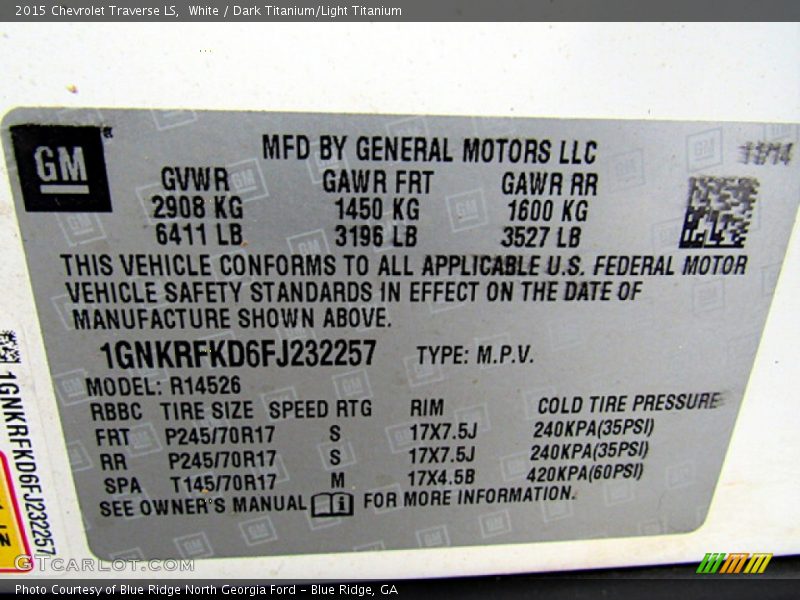 2015 Chevrolet Traverse LS,  White / Dark Titanium/Light Titanium
GM
MFD BY GENERAL MOTORS LLC
11/14
GVWR GAWR FRT GAWR RR
2908 KG 1450 KG 1600 KG
6411 LB 3196 LB 3527 LB
THIS VEHICLE CONFORMS TO ALL APPLICABLE U.S. FEDERAL MOTOR
VEHICLE SAFETY STANDARDS IN EFFECT ON THE DATE OF
MANUFACTURE SHOWN ABOVE.
1GNKRFKD6FJ232257 TYPE: M.P.V.
MODEL: R14526
RBBC TIRE SIZE SPEED RTG RIM COLD TIRE PRESSURE
FRT P245/70R17 S 17X7.5J 240KPA(35PSI)
RR P245/70R17 S 17X7.5J 240KPA(35PSI)
SPA T145/70R17 M 17X4.5B 420KPA(60PSI)
SEE OWNER'S MANUAL i FOR MORE INFORMATION.
1GNKRFKD6FJ232257
GTcarlot.com
Photo Courtesy of Blue Ridge North Georgia Ford – Blue Ridge, GA